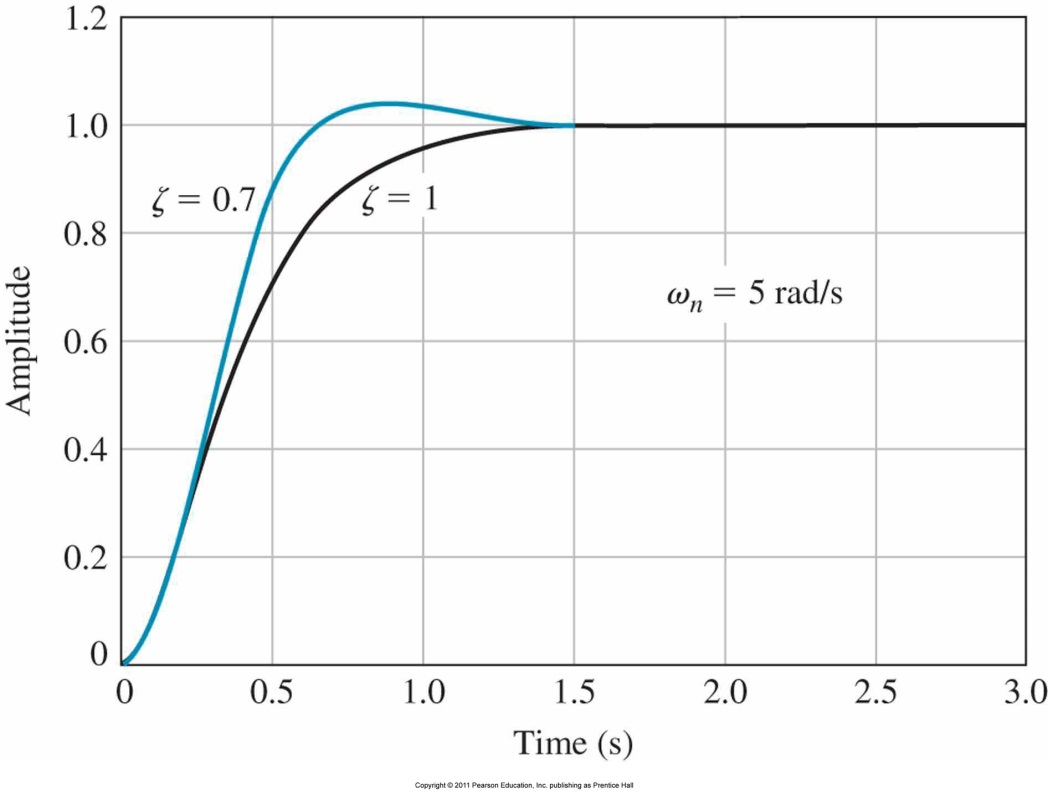 1.2
1.0
0.8
0.6
0.4
0.2
0
Amplitude
ζ = 0.7
ζ = 1
ωₙ = 5 rad/s
0 0.5 1.0 1.5 2.0 2.5 3.0
Time (s)
Copyright © 2011 Pearson Education, Inc. publishing as Prentice Hall